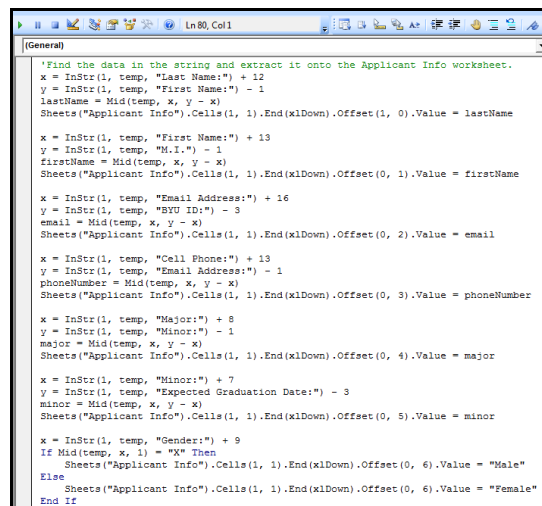 Ln 80, Col 1
(General)
'Find the data in the string and extract it onto the Applicant Info worksheet.
x = InStr(1, temp, "Last Name:") + 12
y = InStr(1, temp, "First Name:") - 1
lastName = Mid(temp, x, y - x)
Sheets("Applicant Info").Cells(1, 1).End(xlDown).Offset(1, 0).Value = lastName
x = InStr(1, temp, "First Name:") + 13
y = InStr(1, temp, "M.I.") - 1
firstName = Mid(temp, x, y - x)
Sheets("Applicant Info").Cells(1, 1).End(xlDown).Offset(0, 1).Value = firstName
x = InStr(1, temp, "Email Address:") + 16
y = InStr(1, temp, "BYU ID:") - 3
email = Mid(temp, x, y - x)
Sheets("Applicant Info").Cells(1, 1).End(xlDown).Offset(0, 2).Value = email
x = InStr(1, temp, "Cell Phone:") + 13
y = InStr(1, temp, "Email Address:") - 1
phoneNumber = Mid(temp, x, y - x)
Sheets("Applicant Info").Cells(1, 1).End(xlDown).Offset(0, 3).Value = phoneNumber
x = InStr(1, temp, "Major:") + 8
y = InStr(1, temp, "Minor:") - 1
major = Mid(temp, x, y - x)
Sheets("Applicant Info").Cells(1, 1).End(xlDown).Offset(0, 4).Value = major
x = InStr(1, temp, "Minor:") + 7
y = InStr(1, temp, "Expected Graduation Date:") - 3
minor = Mid(temp, x, y - x)
Sheets("Applicant Info").Cells(1, 1).End(xlDown).Offset(0, 5).Value = minor
x = InStr(1, temp, "Gender:") + 9
If Mid(temp, x, 1) = "X" Then
Sheets("Applicant Info").Cells(1, 1).End(xlDown).Offset(0, 6).Value = "Male"
Else
Sheets("Applicant Info").Cells(1, 1).End(xlDown).Offset(0, 6).Value = "Female"
End If